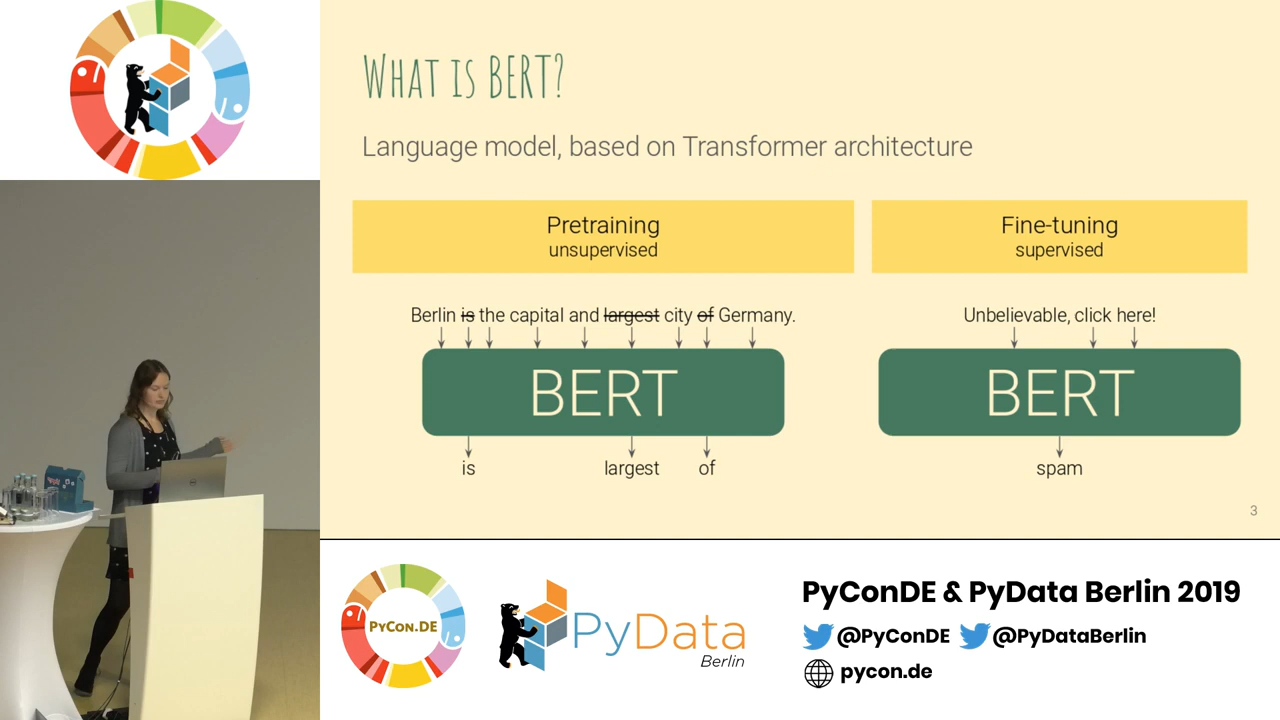 What is BERT?
Language model, based on Transformer architecture
Pretraining
unsupervised
Fine-tuning
supervised
Berlin is the capital and largest city of Germany.
BERT
is largest of
Unbelievable, click here!
BERT
spam
3
PyCon.DE
PyData
Berlin
PyConDE & PyData Berlin 2019
@PyConDE @PyDataBerlin
pycon.de